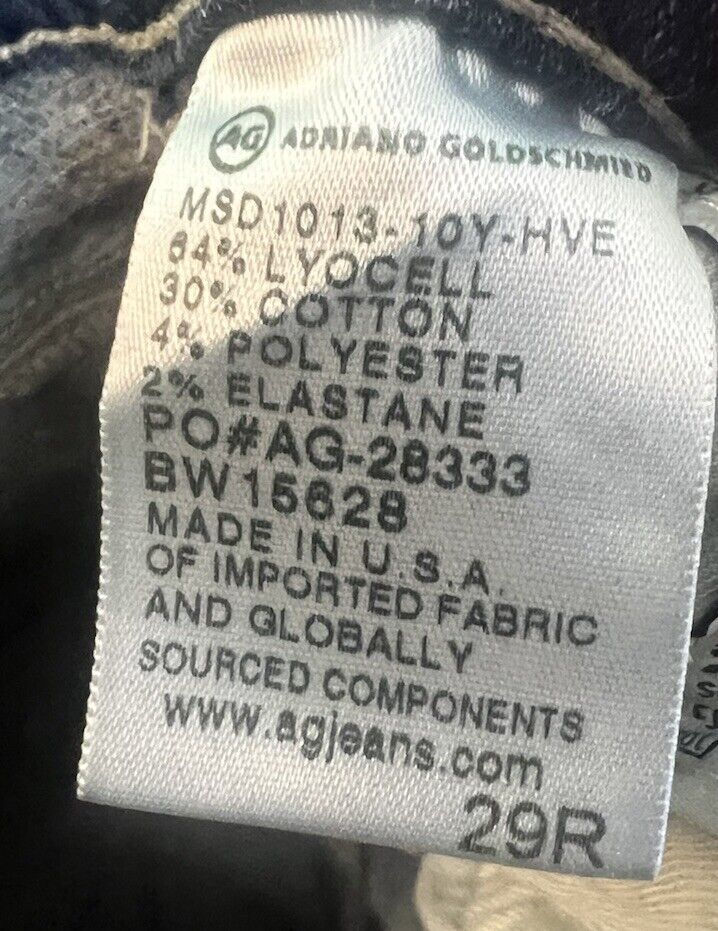 AG ADRIANO GOLDSCHMIED
MSD1013-10Y-HVE
64% LYOCELL
30% COTTON
4% POLYESTER
2% ELASTANE
PO#AG-28333
BW15628
MADE IN U.S.A.
OF IMPORTED FABRIC
AND GLOBALLY
SOURCED COMPONENTS
www.agjeans.com
29R